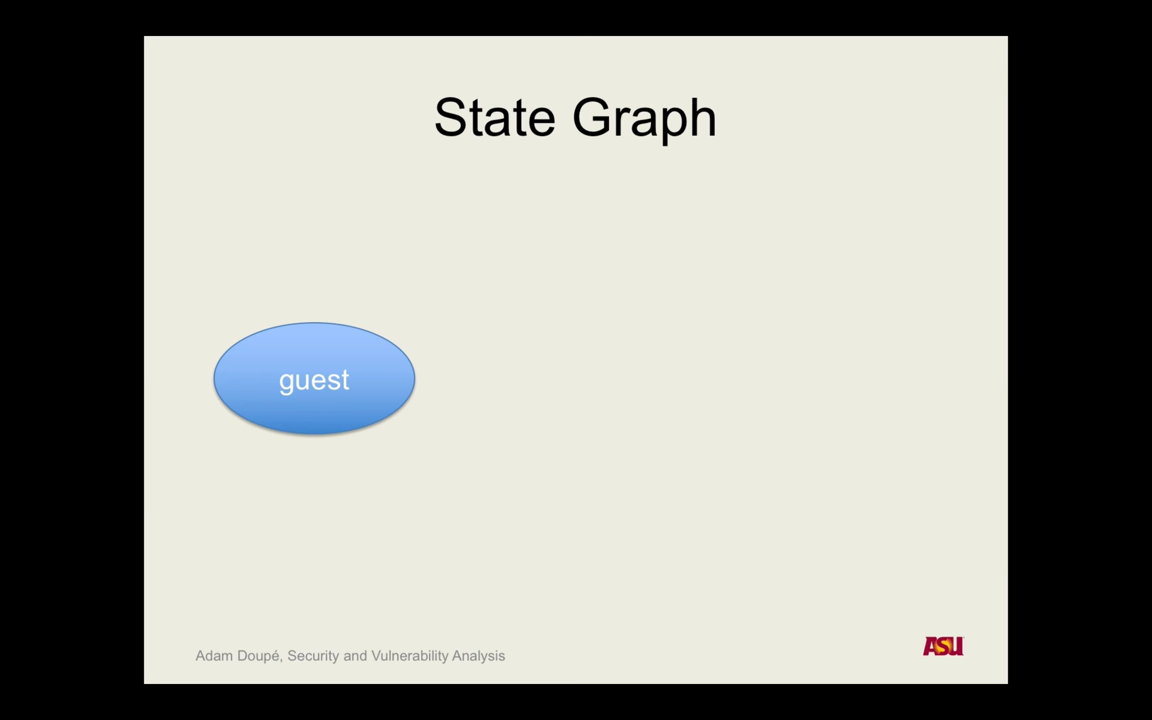 State Graph
guest
Adam Doupé, Security and Vulnerability Analysis
ASU